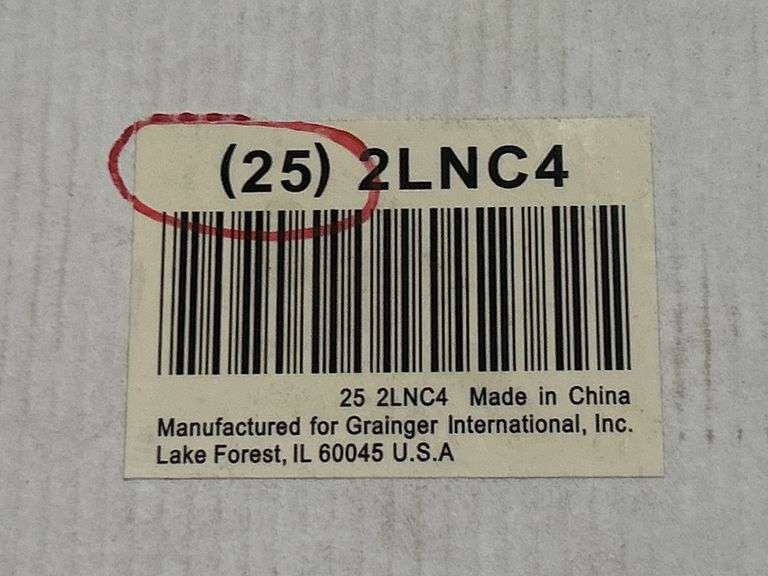 (25) 2LNC4
25 2LNC4 Made in China
Manufactured for Grainger International, Inc.
Lake Forest, IL 60045 U.S.A